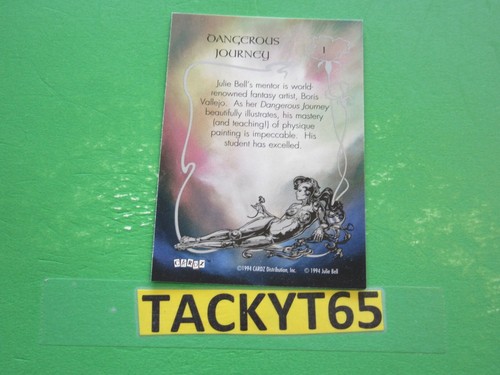 DANGEROUS
JOURNEY
1
Julie Bell's mentor is world-
renowned fantasy artist, Boris
Vallejo. As her Dangerous Journey
beautifully illustrates, his mastery
(and teaching!) of physique
painting is impeccable. His
student has excelled.
CARDZ
©1994 CARDZ Distribution, Inc. © 1994 Julie Bell
TACKYT65